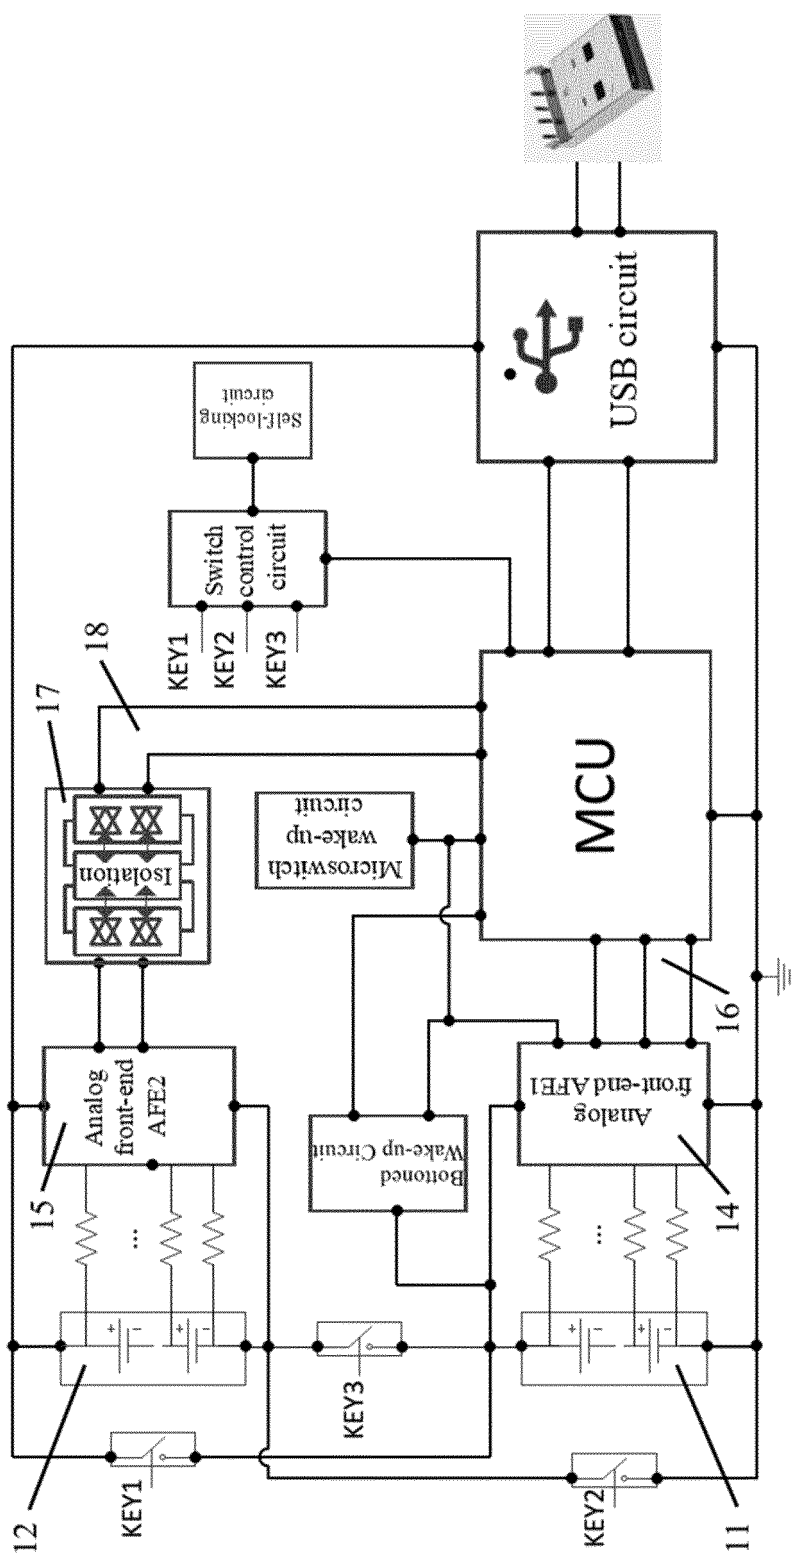 USB circuit
Self-locking
circuit
Switch
control
circuit
KEY1
KEY2
KEY3
18
17
Isolation
Microswitch
wake-up
circuit
MCU
16
Analog
front-end
AFE2
15
Bottoned
Wake-up Circuit
Analog
front-end AFE1
14
...
...
+
−
+
−
+
−
+
−
12
KEY1
KEY3
KEY2
11